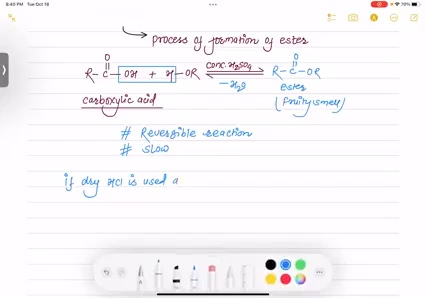 8:40 PM Tue Oct 18
70%
process of formation of ester
O O
R-C-OH + H-OR conc. H2SO4 R-C-OR
-H2O ester
carboxylic acid (fruity smell)
# Reversible reaction
# slow
if dry HCl is used a